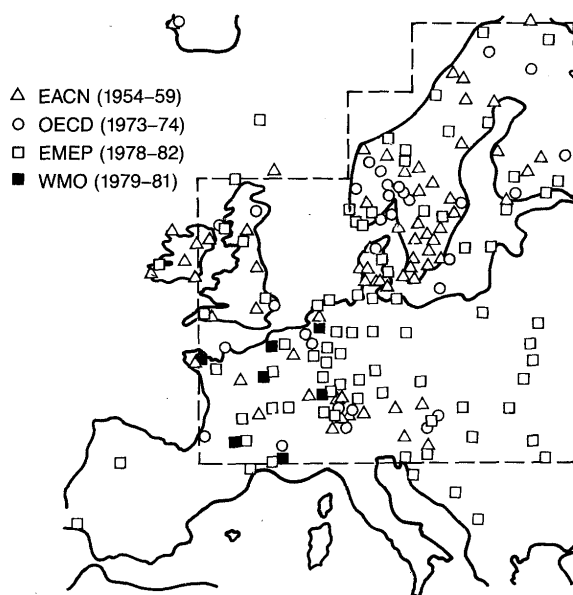 △ EACN (1954–59)
○ OECD (1973–74)
□ EMEP (1978–82)
■ WMO (1979–81)